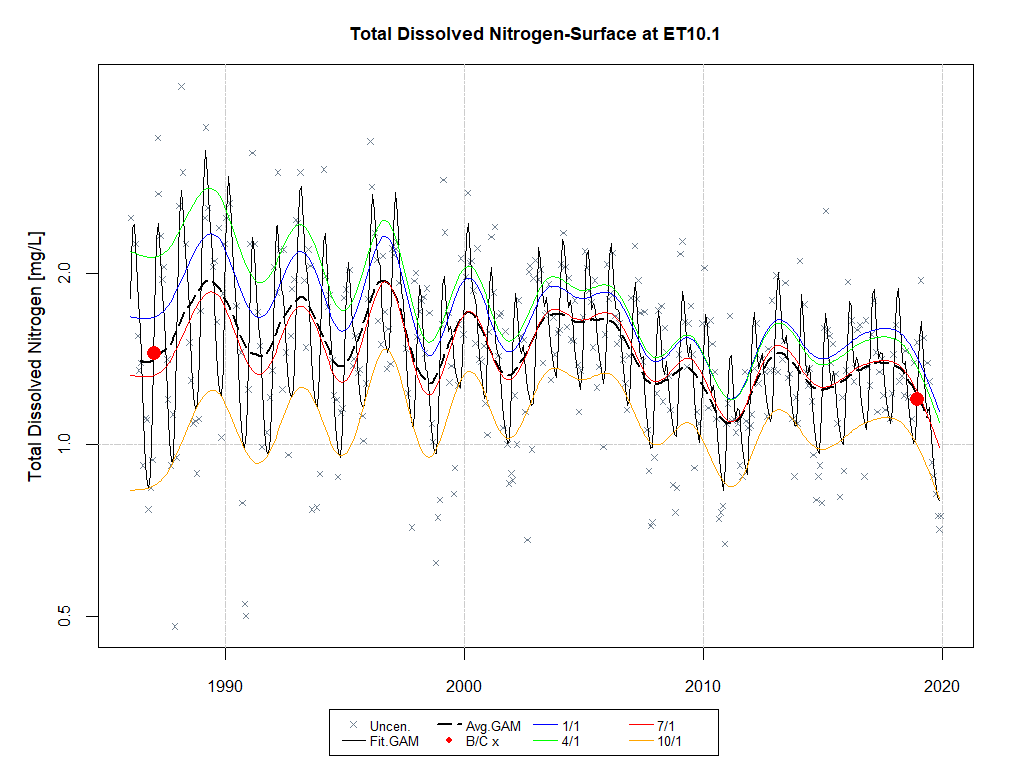 Total Dissolved Nitrogen-Surface at ET10.1
Total Dissolved Nitrogen [mg/L]
2.0
1.0
0.5
1990 2000 2010 2020
Uncen. Avg.GAM 1/1 7/1
Fit.GAM B/C x 4/1 10/1